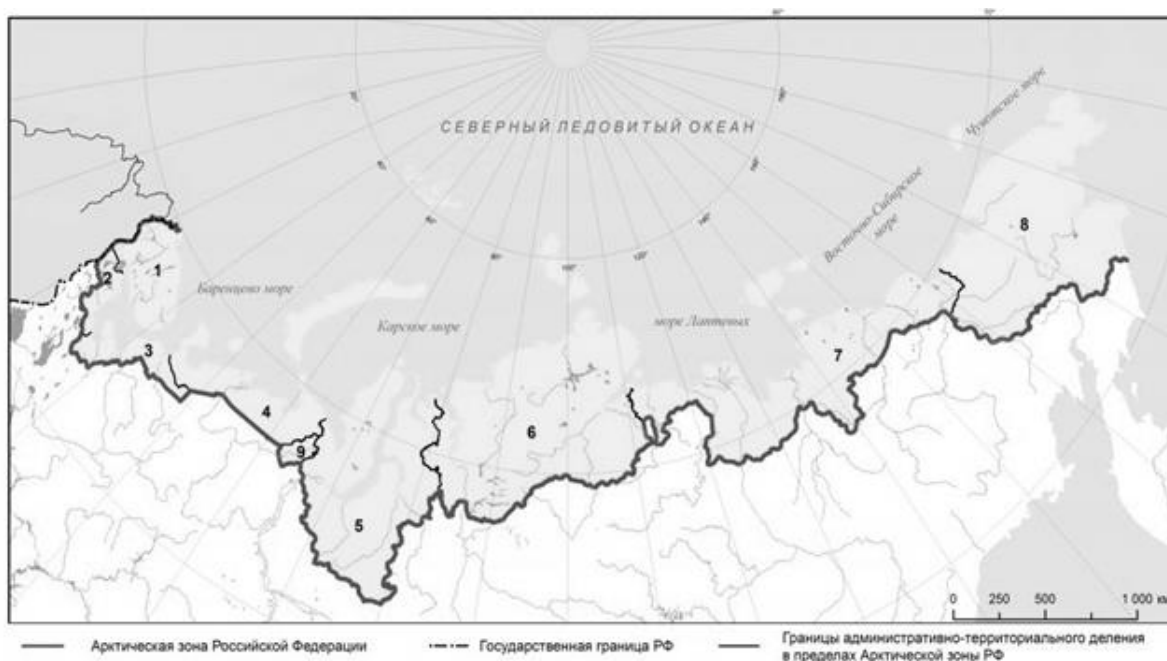 СЕВЕРНЫЙ ЛЕДОВИТЫЙ ОКЕАН
Чукотское море
Восточно-Сибирское
море
8
1
2
Баренцево море
Карское море
море Лаптевых
3
7
4
6
9
5
0 250 500 1 000 км
Арктическая зона Российской Федерации
Государственная граница РФ
Границы административно-территориального деления
в пределах Арктической зоны РФ